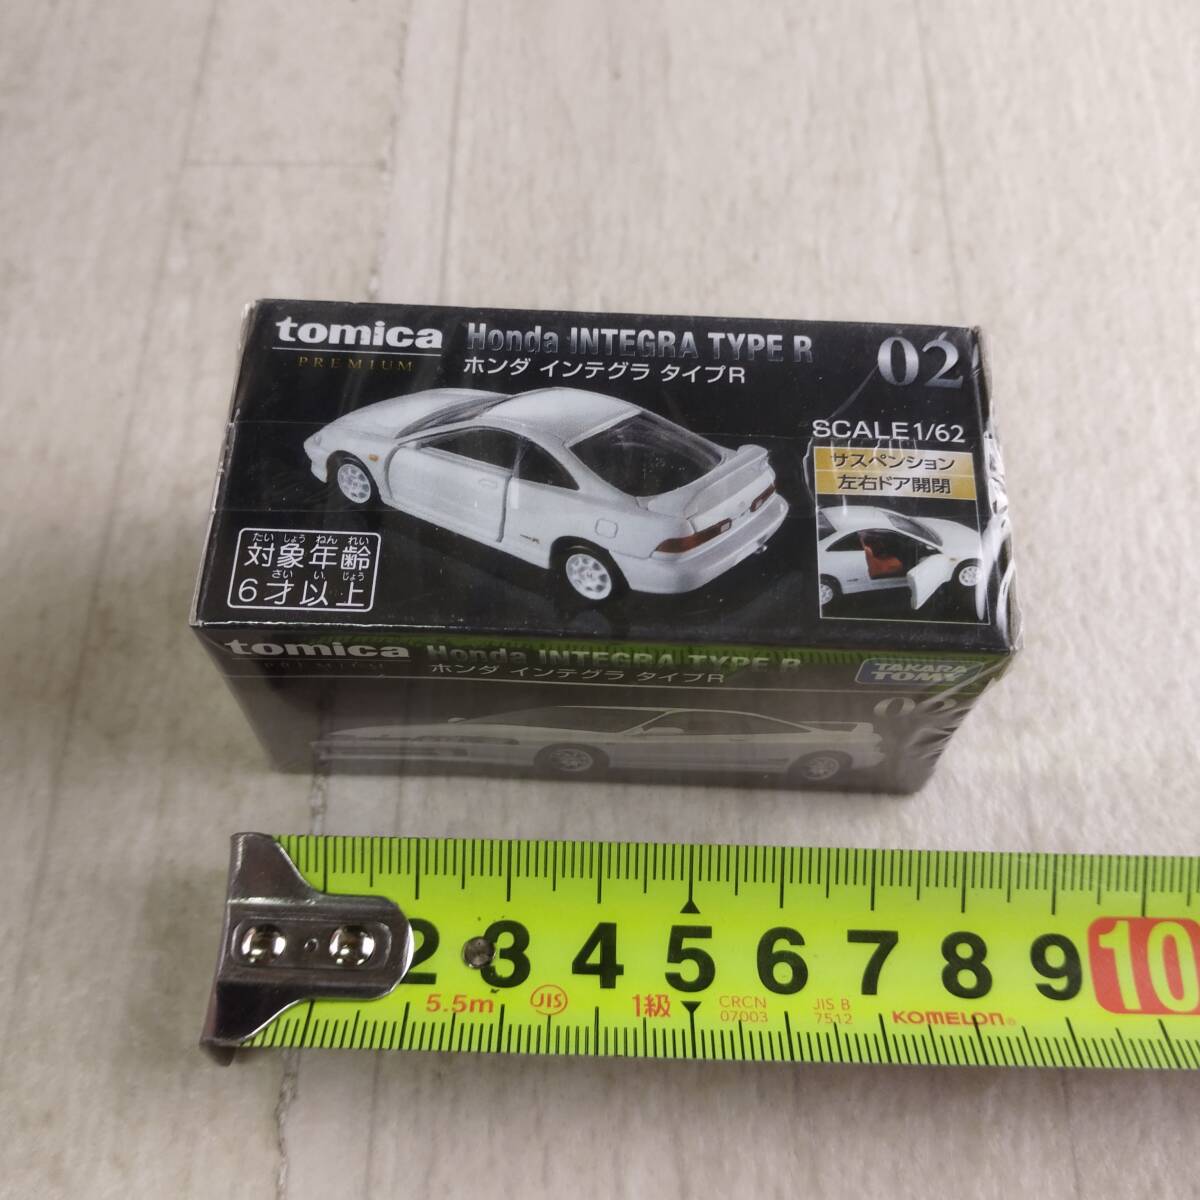 tomica
PREMIUM
Honda INTEGRA TYPE R
ホンダ インテグラ タイプR
02
SCALE 1/62
サスペンション
左右ドア開閉
たいしょうねんれい
対象年齢
さいいじょう
6才以上
tomica
PREMIUM
Honda INTEGRA TYPE R
ホンダ インテグラ タイプR
TAKARA
TOMY
02
2 3 4 5 6 7 8 9 10
5.5m JIS 1級 CRCN 07003 JIS B 7512 KOMELON®